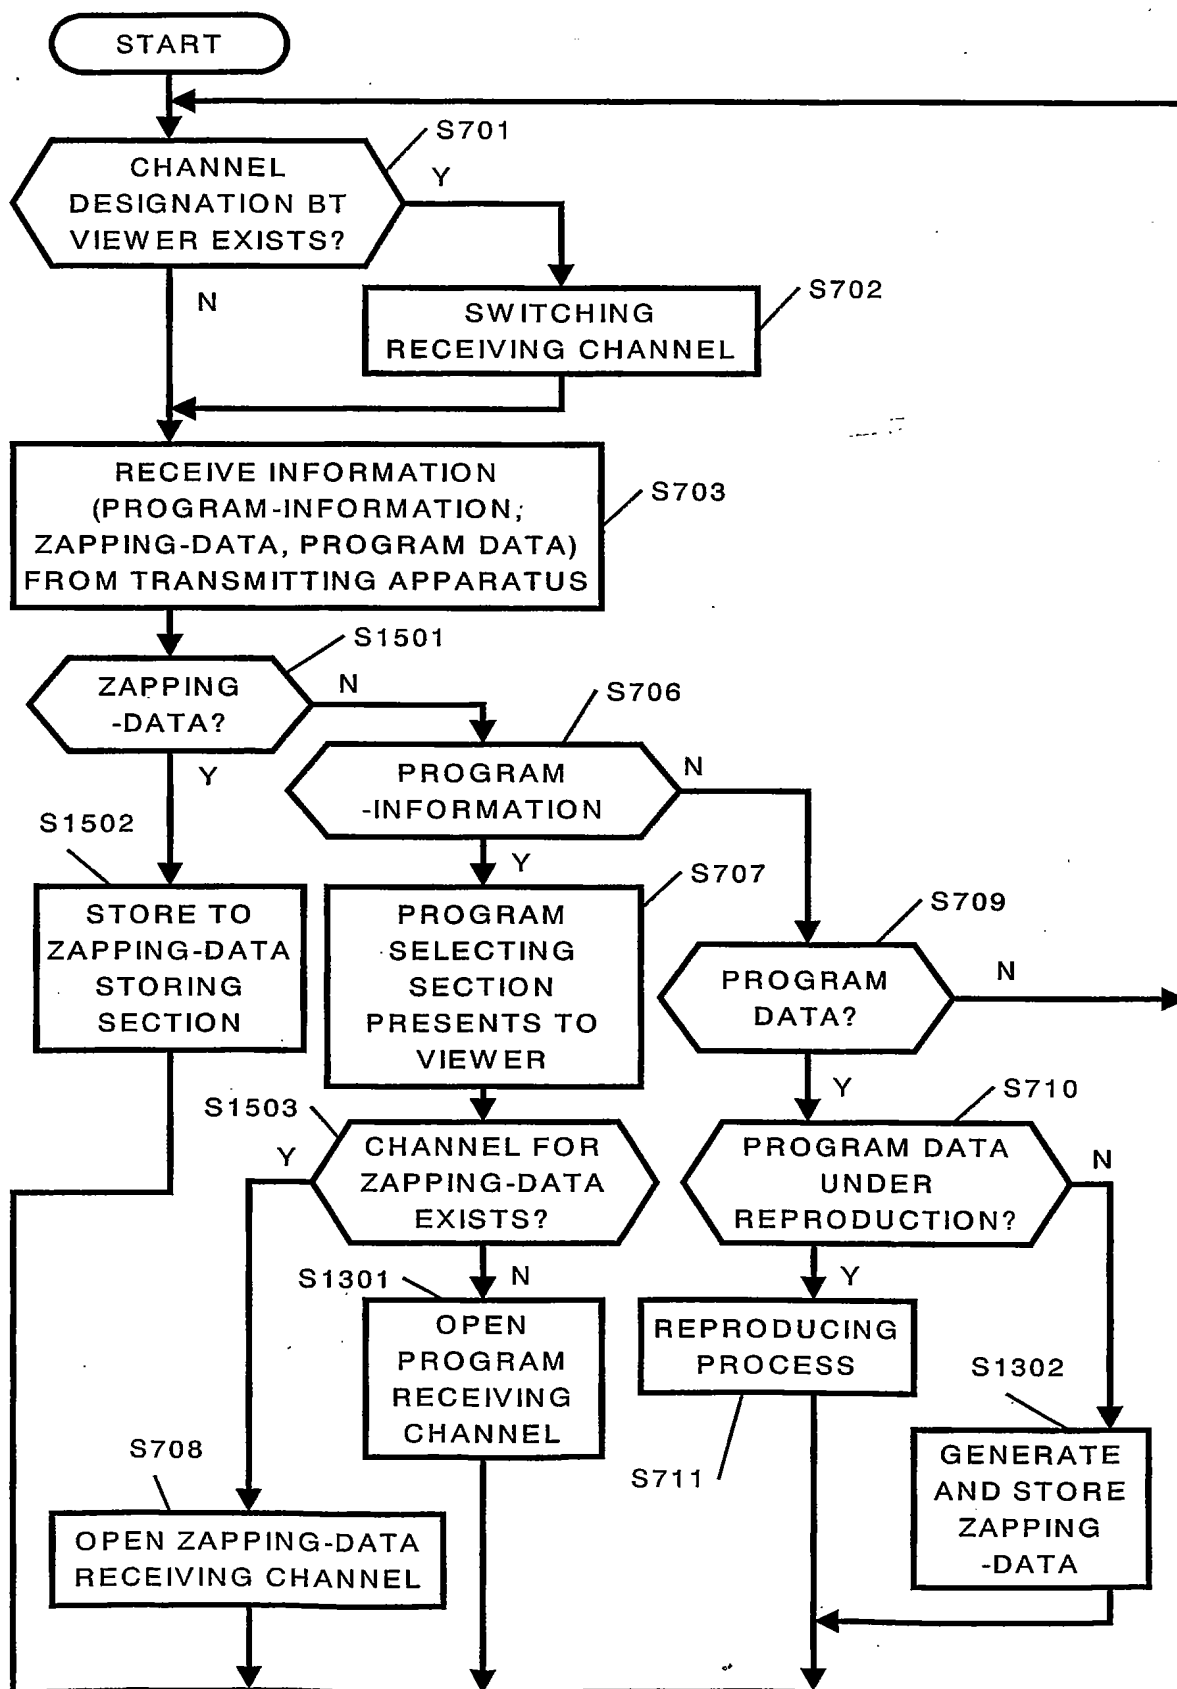 START
S701
CHANNEL
DESIGNATION BT
VIEWER EXISTS?
Y
N
S702
SWITCHING
RECEIVING CHANNEL
RECEIVE INFORMATION
(PROGRAM-INFORMATION,
ZAPPING-DATA, PROGRAM DATA)
FROM TRANSMITTING APPARATUS
S703
S1501
ZAPPING
-DATA?
N
Y
S706
PROGRAM
-INFORMATION
N
Y
S1502
STORE TO
ZAPPING-DATA
STORING
SECTION
S707
PROGRAM
SELECTING
SECTION
PRESENTS TO
VIEWER
S709
PROGRAM
DATA?
N
Y
S1503
CHANNEL FOR
ZAPPING-DATA
EXISTS?
Y
N
S710
PROGRAM DATA
UNDER
REPRODUCTION?
N
Y
S1301
OPEN
PROGRAM
RECEIVING
CHANNEL
REPRODUCING
PROCESS
S711
S1302
GENERATE
AND STORE
ZAPPING
-DATA
S708
OPEN ZAPPING-DATA
RECEIVING CHANNEL